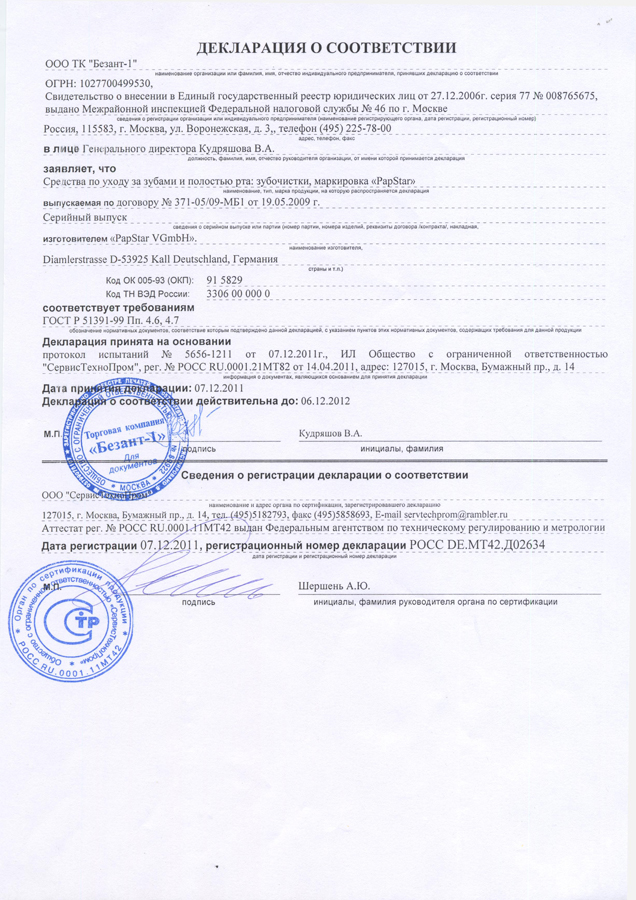 ДЕКЛАРАЦИЯ О СООТВЕТСТВИИ
ООО ТК "Безант-1"
наименование организации или фамилия, имя, отчество индивидуального предпринимателя, принявших декларацию о соответствии
ОГРН: 1027700499530,
Свидетельство о внесении в Единый государственный реестр юридических лиц от 27.12.2006г. серия 77 № 008765675,
выдано Межрайонной инспекцией Федеральной налоговой службы № 46 по г. Москве
сведения о регистрации организации или индивидуального предпринимателя (наименование регистрирующего органа, дата регистрации, регистрационный номер)
Россия, 115583, г. Москва, ул. Воронежская, д. 3,, телефон (495) 225-78-00
адрес, телефон, факс
в лице Генерального директора Кудряшова В.А.
должность, фамилия, имя, отчество руководителя организации, от имени которой принимается декларация
заявляет, что
Средства по уходу за зубами и полостью рта: зубочистки, маркировка «PapStar»
наименование, тип, марка продукции, на которую распространяется декларация
выпускаемая по договору № 371-05/09-МБ1 от 19.05.2009 г.
Серийный выпуск
сведения о серийном выпуске или партии (номер партии, номера изделий, реквизиты договора /контракта/, накладная,
изготовителем «PapStar VGmbH».
наименование изготовителя,
Diamlerstrasse D-53925 Kall Deutschland, Германия
страны и т.п.)
Код ОК 005-93 (ОКП): 91 5829
Код ТН ВЭД России: 3306 00 000 0
соответствует требованиям
ГОСТ Р 51391-99 Пп. 4.6, 4.7
обозначение нормативных документов, соответствие которым подтверждено данной декларацией, с указанием пунктов этих нормативных документов, содержащих требования для данной продукции
Декларация принята на основании
протокол испытаний № 5656-1211 от 07.12.2011г., ИЛ Общество с ограниченной ответственностью
"СервисТехноПром", рег. № РОСС RU.0001.21МТ82 от 14.04.2011, адрес: 127015, г. Москва, Бумажный пр., д. 14
информация о документах, являющихся основанием для принятия декларации
Дата принятия декларации: 07.12.2011
Декларация о соответствии действительна до: 06.12.2012
М.П.
Торговая компания
«Безант-1»
Для
документов
МОСКВА
подпись
Кудряшов В.А.
инициалы, фамилия
Сведения о регистрации декларации о соответствии
ООО "СервисТехноПром"
наименование и адрес органа по сертификации, зарегистрировавшего декларацию
127015, г. Москва, Бумажный пр., д. 14, тел. (495)5182793, факс (495)5858693, E-mail servtechprom@rambler.ru
Аттестат рег. № РОСС RU.0001.11МТ42 выдан Федеральным агентством по техническому регулированию и метрологии
Дата регистрации 07.12.2011, регистрационный номер декларации РОСС DE.МТ42.Д02634
дата регистрации и регистрационный номер декларации
М.П.
Орган по сертификации продукции
Общество с ограниченной ответственностью «СервисТехноПром»
РОСС RU.0001.11МТ42
подпись
Шершень А.Ю.
инициалы, фамилия руководителя органа по сертификации